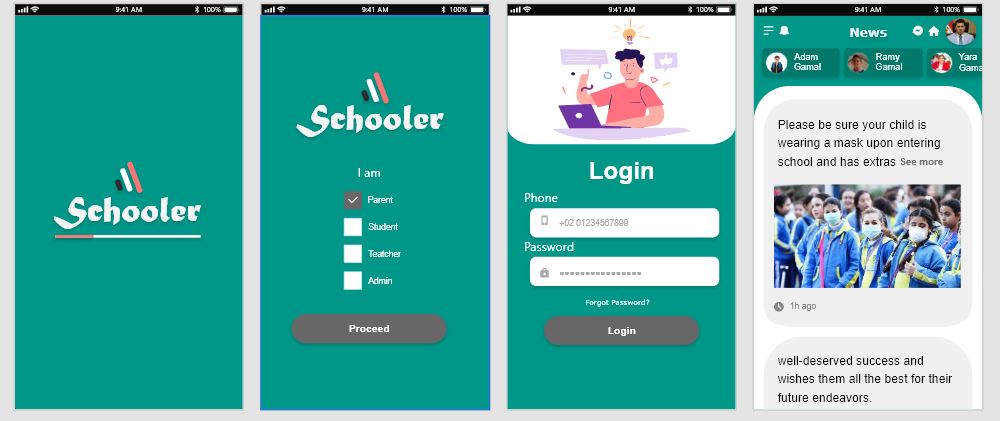 9:41 AM
100%
Schooler
9:41 AM
100%
Schooler
I am
Parent
Student
Teatcher
Admin
Proceed
9:41 AM
100%
Login
Phone
+02 01234567899
Password
Forgot Password?
Login
9:41 AM
100%
News
Adam
Gamal
Ramy
Gamal
Yara
Gama
Please be sure your child is
wearing a mask upon entering
school and has extras See more
1h ago
well-deserved success and
wishes them all the best for their
future endeavors.